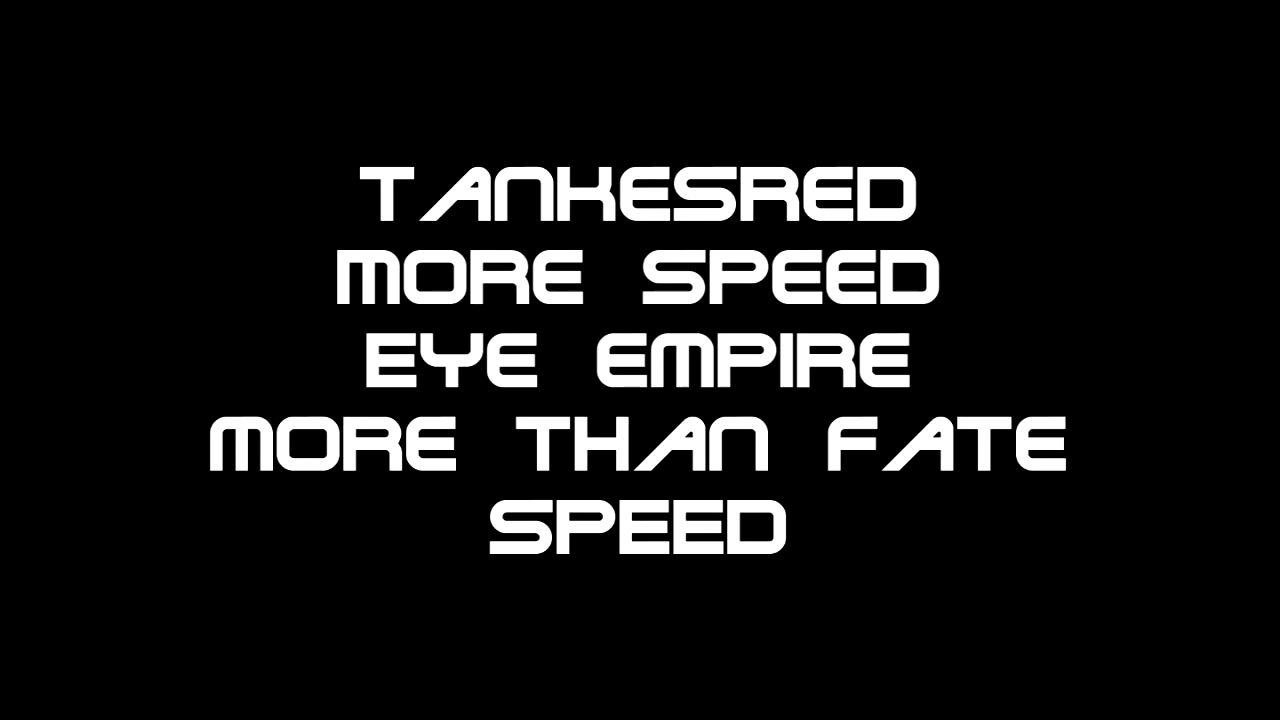 TANKESRED
MORE SPEED
EYE EMPIRE
MORE THAN FATE
SPEED